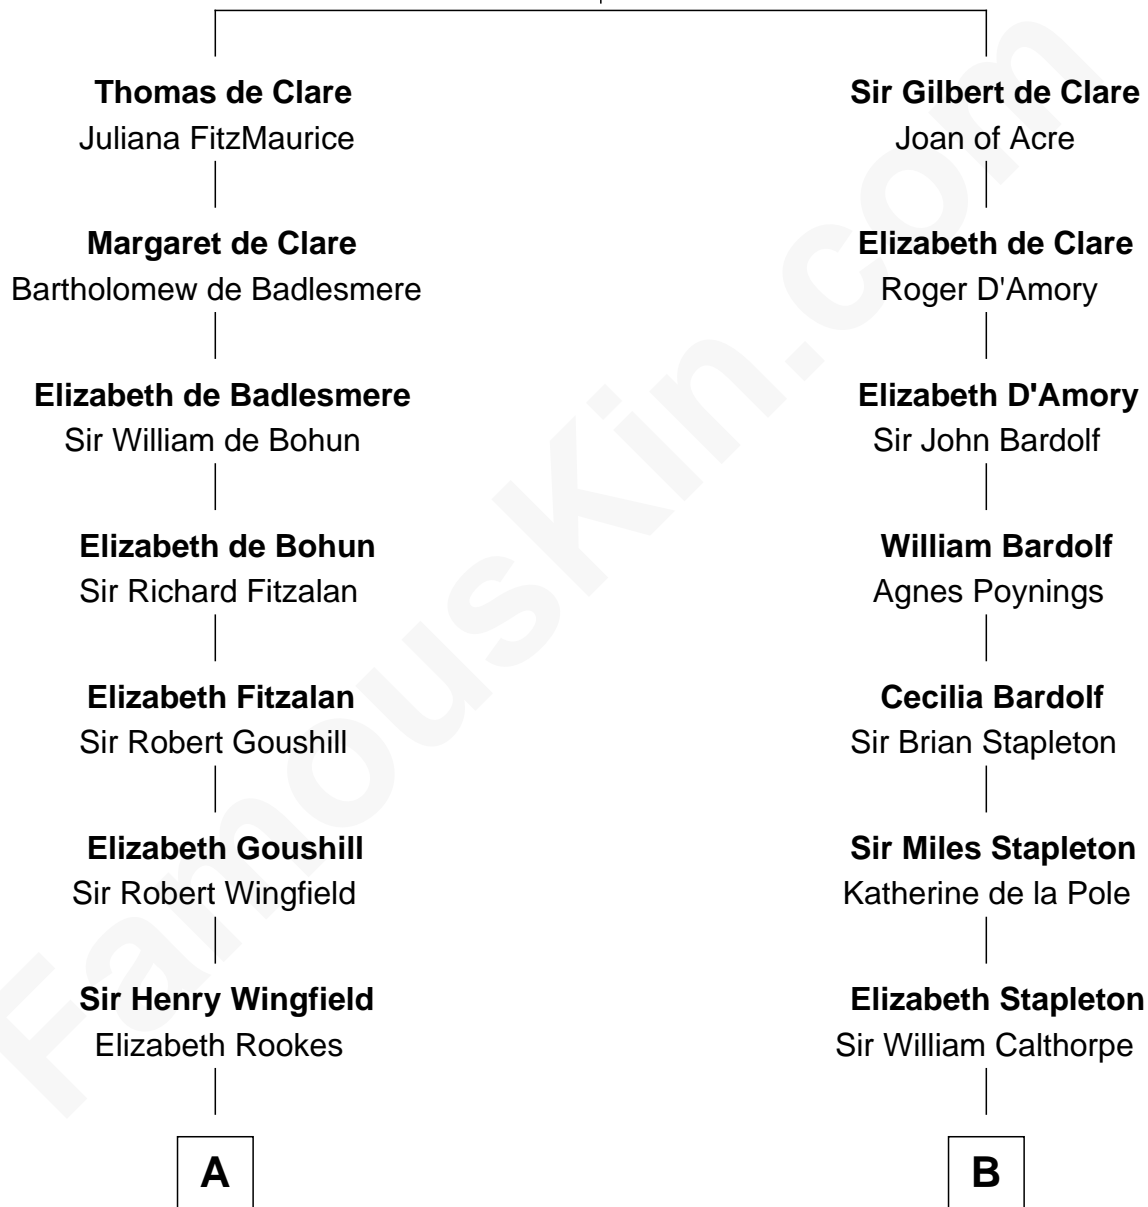 Thomas de Clare
Juliana FitzMaurice
Margaret de Clare
Bartholomew de Badlesmere
Elizabeth de Badlesmere
Sir William de Bohun
Elizabeth de Bohun
Sir Richard Fitzalan
Elizabeth Fitzalan
Sir Robert Goushill
Elizabeth Goushill
Sir Robert Wingfield
Sir Henry Wingfield
Elizabeth Rookes
A
Sir Gilbert de Clare
Joan of Acre
Elizabeth de Clare
Roger D'Amory
Elizabeth D'Amory
Sir John Bardolf
William Bardolf
Agnes Poynings
Cecilia Bardolf
Sir Brian Stapleton
Sir Miles Stapleton
Katherine de la Pole
Elizabeth Stapleton
Sir William Calthorpe
B
FamousKin.com